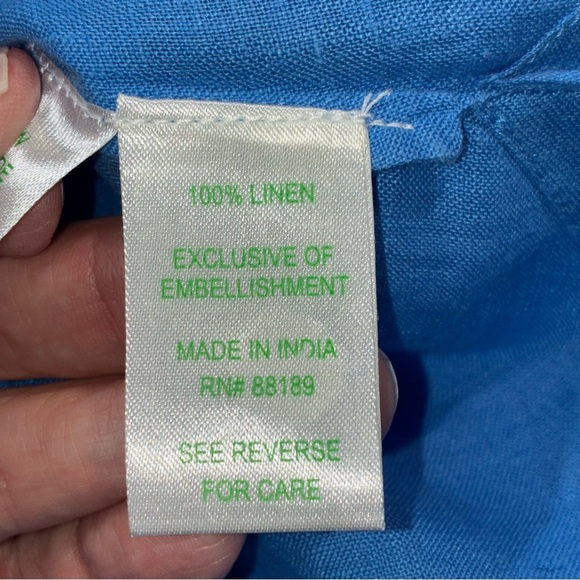 100% LINEN
EXCLUSIVE OF
EMBELLISHMENT
MADE IN INDIA
RN# 88189
SEE REVERSE
FOR CARE